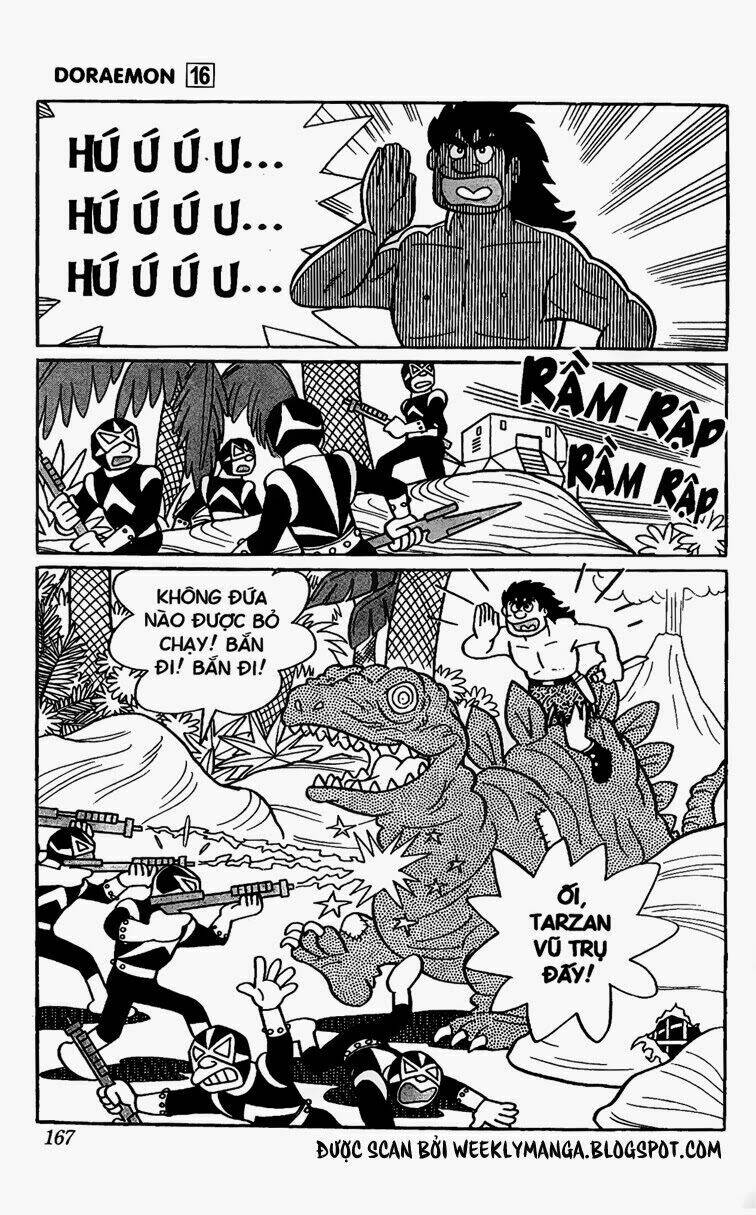 DORAEMON 16
HÚ Ú Ú Ư...
HÚ Ú Ú Ư...
HÚ Ú Ú Ư...
RẦM RẬP
RẦM RẬP
KHÔNG ĐỨA
NÀO ĐƯỢC BỎ
CHẠY! BẮN
ĐI! BẮN ĐI!
ỐI,
TARZAN
VŨ TRỤ
ĐẤY!
167
ĐƯỢC SCAN BỞI WEEKLYMANGA.BLOGSPOT.COM